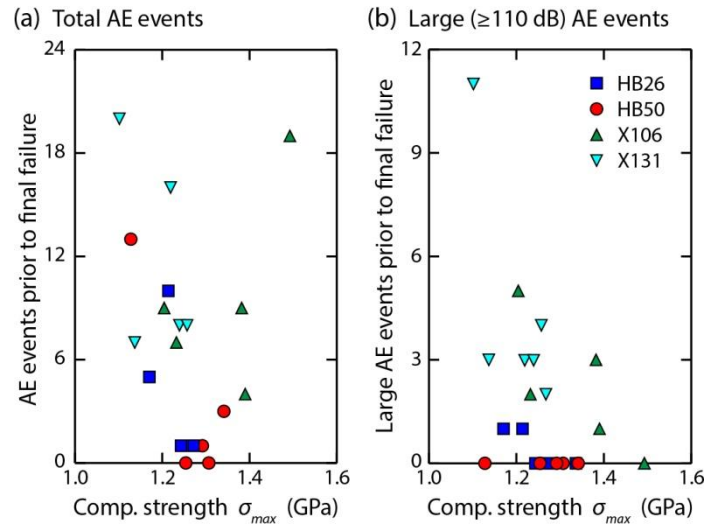 (a) Total AE events
24
18
12
6
0
AE events prior to final failure
1.0
1.2
1.4
1.6
Comp. strength σmax (GPa)
(b) Large (≥110 dB) AE events
12
9
6
3
0
Large AE events prior to final failure
HB26
HB50
X106
X131
1.0
1.2
1.4
1.6
Comp. strength σmax (GPa)